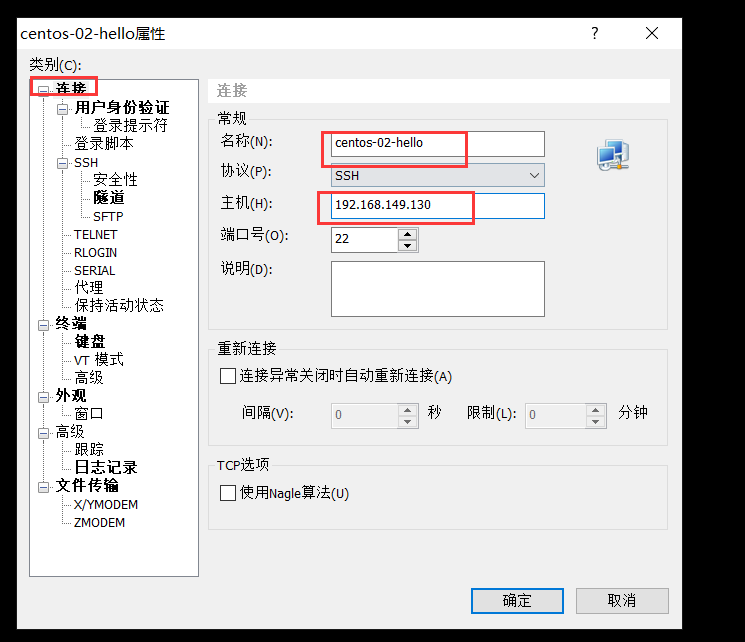 centos-02-hello属性
?
类别(C):
连接
用户身份验证
登录提示符
登录脚本
SSH
安全性
隧道
SFTP
TELNET
RLOGIN
SERIAL
代理
保持活动状态
终端
键盘
VT 模式
高级
外观
窗口
高级
跟踪
日志记录
文件传输
X/YMODEM
ZMODEM
连接
常规
名称(N): centos-02-hello
协议(P): SSH
主机(H): 192.168.149.130
端口号(O): 22
说明(D):
重新连接
连接异常关闭时自动重新连接(A)
间隔(V): 0 秒 限制(L): 0 分钟
TCP选项
使用Nagle算法(U)
确定 取消